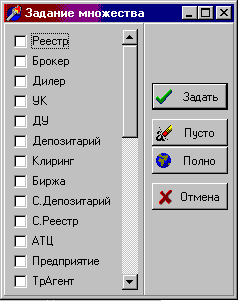 Задание множества
Реестр
Брокер
Дилер
УК
ДУ
Депозитарий
Клиринг
Биржа
С.Депозитарий
С.Реестр
АТЦ
Предприятие
ТрАгент
Задать
Пусто
Полно
Отмена